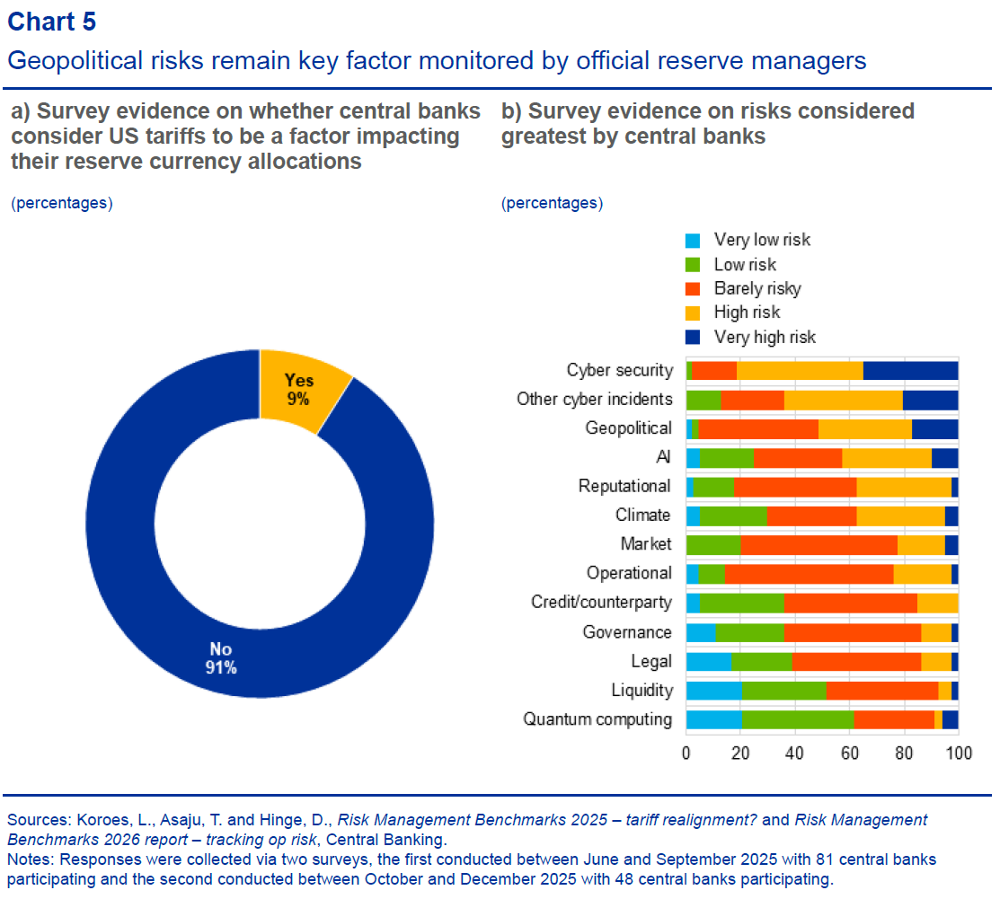 Chart 5
Geopolitical risks remain key factor monitored by official reserve managers
a) Survey evidence on whether central banks
consider US tariffs to be a factor impacting
their reserve currency allocations
(percentages)
Yes
9%
No
91%
b) Survey evidence on risks considered
greatest by central banks
(percentages)
Very low risk
Low risk
Barely risky
High risk
Very high risk
Cyber security
Other cyber incidents
Geopolitical
AI
Reputational
Climate
Market
Operational
Credit/counterparty
Governance
Legal
Liquidity
Quantum computing
0 20 40 60 80 100
Sources: Koroes, L., Asaju, T. and Hinge, D., Risk Management Benchmarks 2025 – tariff realignment? and Risk Management
Benchmarks 2026 report – tracking op risk, Central Banking.
Notes: Responses were collected via two surveys, the first conducted between June and September 2025 with 81 central banks
participating and the second conducted between October and December 2025 with 48 central banks participating.